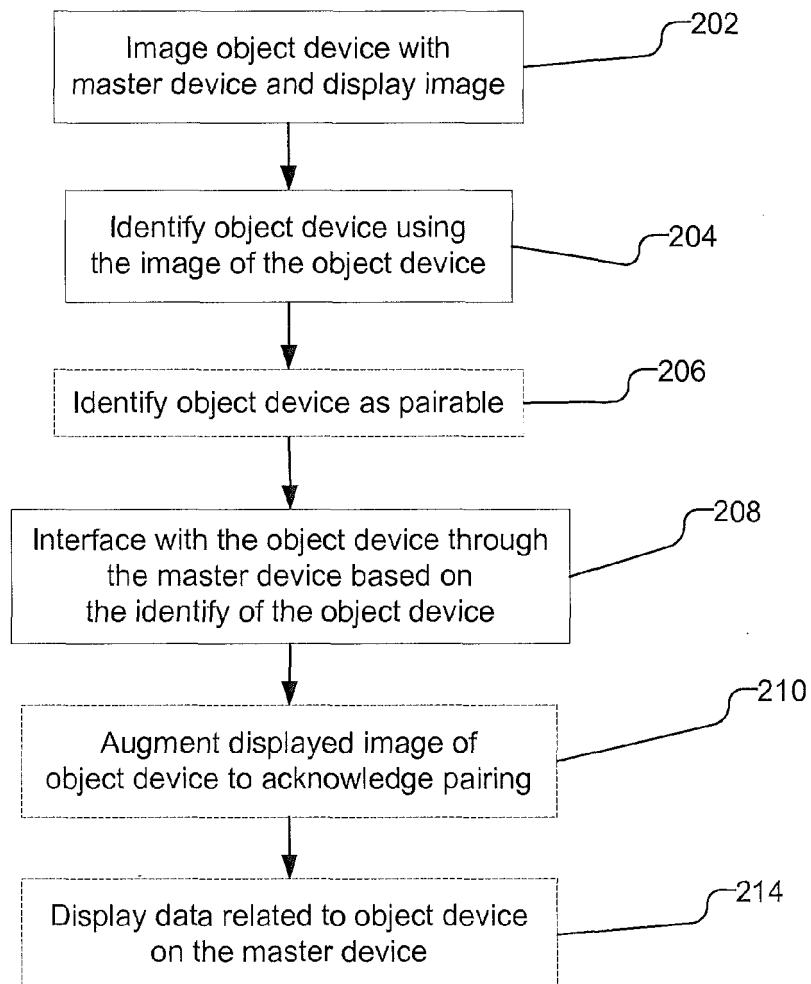 Image object device with
master device and display image
202
Identify object device using
the image of the object device
204
Identify object device as pairable
206
Interface with the object device through
the master device based on
the identify of the object device
208
Augment displayed image of
object device to acknowledge pairing
210
Display data related to object device
on the master device
214